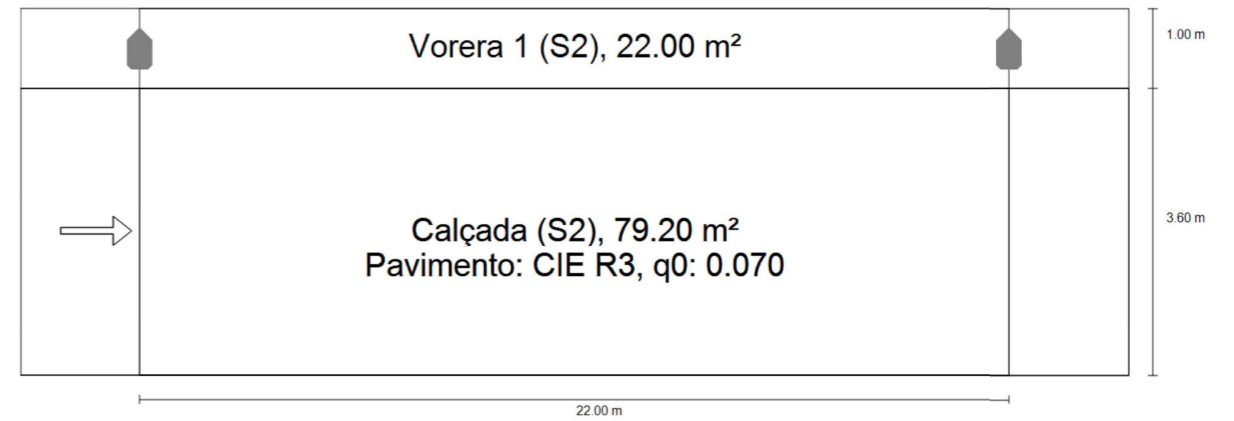 Vorera 1 (S2), 22.00 m²
1.00 m
Calçada (S2), 79.20 m²
Pavimento: CIE R3, q0: 0.070
3.60 m
22.00 m